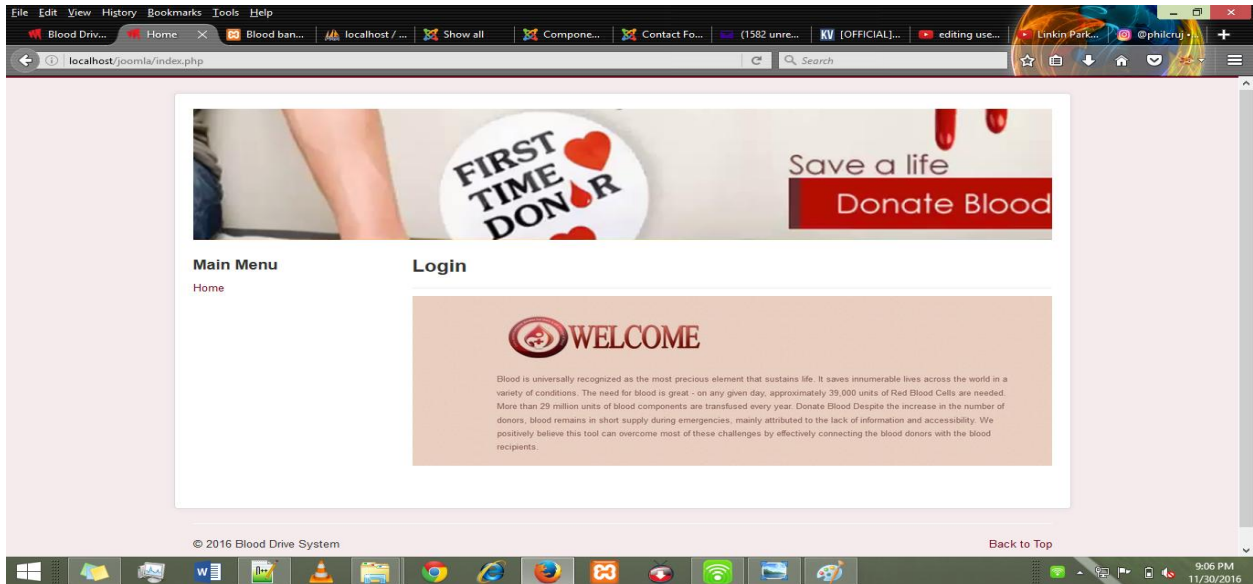 File Edit View History Bookmarks Tools Help
Blood Driv... Home Blood ban... localhost / ... Show all Compone... Contact Fo... (1582 unre... KV [OFFICIAL]... editing use... Linkin Park... @philcruj •
localhost/joomla/index.php Search
FIRST
TIME
DONOR
Save a life
Donate Blood
Main Menu
Home
Login
WELCOME
Blood is universally recognized as the most precious element that sustains life. It saves innumerable lives across the world in a
variety of conditions. The need for blood is great - on any given day, approximately 39,000 units of Red Blood Cells are needed.
More than 29 million units of blood components are transfused every year. Donate Blood Despite the increase in the number of
donors, blood remains in short supply during emergencies, mainly attributed to the lack of information and accessibility. We
positively believe this tool can overcome most of these challenges by effectively connecting the blood donors with the blood
recipients.
© 2016 Blood Drive System Back to Top
9:06 PM
11/30/2016